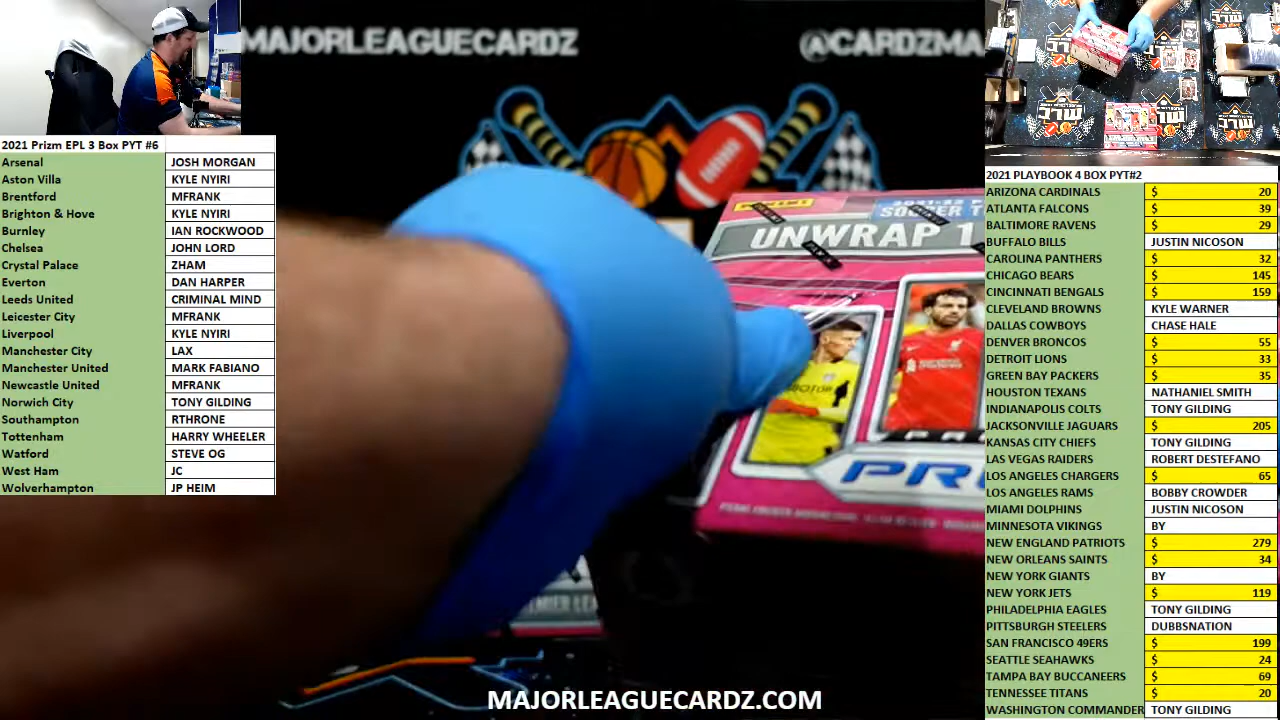 MAJORLEAGUECARDZ
@CARDZMA
2021 Prizm EPL 3 Box PYT #6
Arsenal JOSH MORGAN
Aston Villa KYLE NYIRI
Brentford MFRANK
Brighton & Hove KYLE NYIRI
Burnley IAN ROCKWOOD
Chelsea JOHN LORD
Crystal Palace ZHAM
Everton DAN HARPER
Leeds United CRIMINAL MIND
Leicester City MFRANK
Liverpool KYLE NYIRI
Manchester City LAX
Manchester United MARK FABIANO
Newcastle United MFRANK
Norwich City TONY GILDING
Southampton RTHRONE
Tottenham HARRY WHEELER
Watford STEVE OG
West Ham JC
Wolverhampton JP HEIM
UNWRAP 1
PR
MAJORLEAGUECARDZ.COM
2021 PLAYBOOK 4 BOX PYT#2
ARIZONA CARDINALS $ 20
ATLANTA FALCONS $ 39
BALTIMORE RAVENS $ 29
BUFFALO BILLS JUSTIN NICOSON
CAROLINA PANTHERS $ 32
CHICAGO BEARS $ 145
CINCINNATI BENGALS $ 159
CLEVELAND BROWNS KYLE WARNER
DALLAS COWBOYS CHASE HALE
DENVER BRONCOS $ 55
DETROIT LIONS $ 33
GREEN BAY PACKERS $ 35
HOUSTON TEXANS NATHANIEL SMITH
INDIANAPOLIS COLTS TONY GILDING
JACKSONVILLE JAGUARS $ 205
KANSAS CITY CHIEFS TONY GILDING
LAS VEGAS RAIDERS ROBERT DESTEFANO
LOS ANGELES CHARGERS $ 65
LOS ANGELES RAMS BOBBY CROWDER
MIAMI DOLPHINS JUSTIN NICOSON
MINNESOTA VIKINGS BY
NEW ENGLAND PATRIOTS $ 279
NEW ORLEANS SAINTS $ 34
NEW YORK GIANTS BY
NEW YORK JETS $ 119
PHILADELPHIA EAGLES TONY GILDING
PITTSBURGH STEELERS DUBBSNATION
SAN FRANCISCO 49ERS $ 199
SEATTLE SEAHAWKS $ 24
TAMPA BAY BUCCANEERS $ 69
TENNESSEE TITANS $ 20
WASHINGTON COMMANDER TONY GILDING